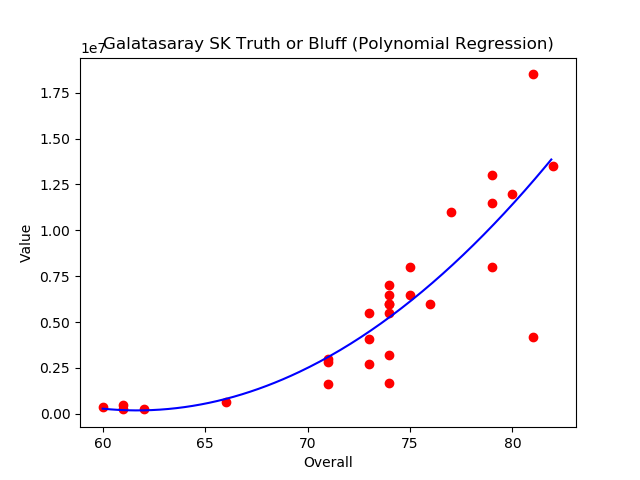 Galatasaray SK Truth or Bluff (Polynomial Regression)
1e7
1.75
1.50
1.25
1.00
0.75
0.50
0.25
0.00
Value
60 65 70 75 80
Overall